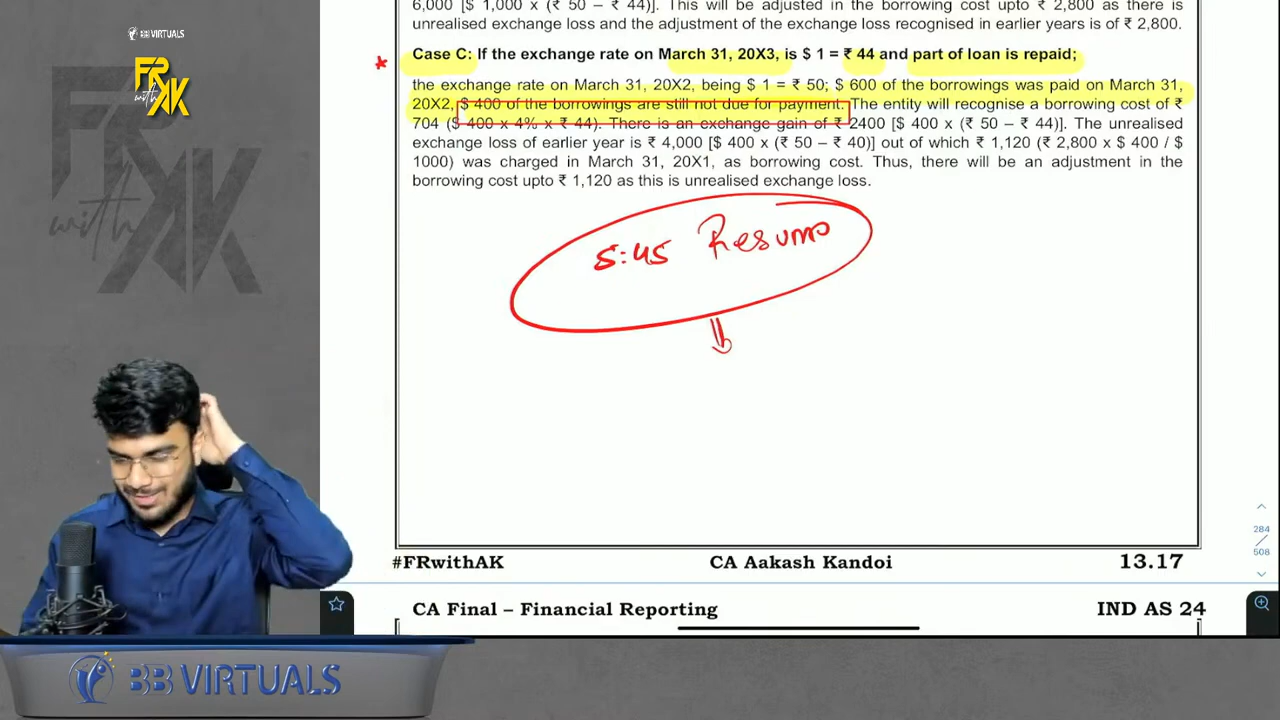 6,000 [$ 1,000 x (₹ 50 – ₹ 44)]. This will be adjusted in the borrowing cost upto ₹ 2,800 as there is
unrealised exchange loss and the adjustment of the exchange loss recognised in earlier years is of ₹ 2,800.
BB VIRTUALS
FR
with
AK
FR
with
AK
Case C: If the exchange rate on March 31, 20X3, is $ 1 = ₹ 44 and part of loan is repaid;
the exchange rate on March 31, 20X2, being $ 1 = ₹ 50; $ 600 of the borrowings was paid on March 31,
20X2, $ 400 of the borrowings are still not due for payment. The entity will recognise a borrowing cost of ₹
704 ($ 400 x 4% x ₹ 44). There is an exchange gain of ₹ 2400 [$ 400 x (₹ 50 – ₹ 44)]. The unrealised
exchange loss of earlier year is ₹ 4,000 [$ 400 x (₹ 50 – ₹ 40)] out of which ₹ 1,120 (₹ 2,800 x $ 400 / $
1000) was charged in March 31, 20X1, as borrowing cost. Thus, there will be an adjustment in the
borrowing cost upto ₹ 1,120 as this is unrealised exchange loss.
5:45 Resume
284
508
#FRwithAK CA Aakash Kandoi 13.17
CA Final – Financial Reporting IND AS 24
BB VIRTUALS